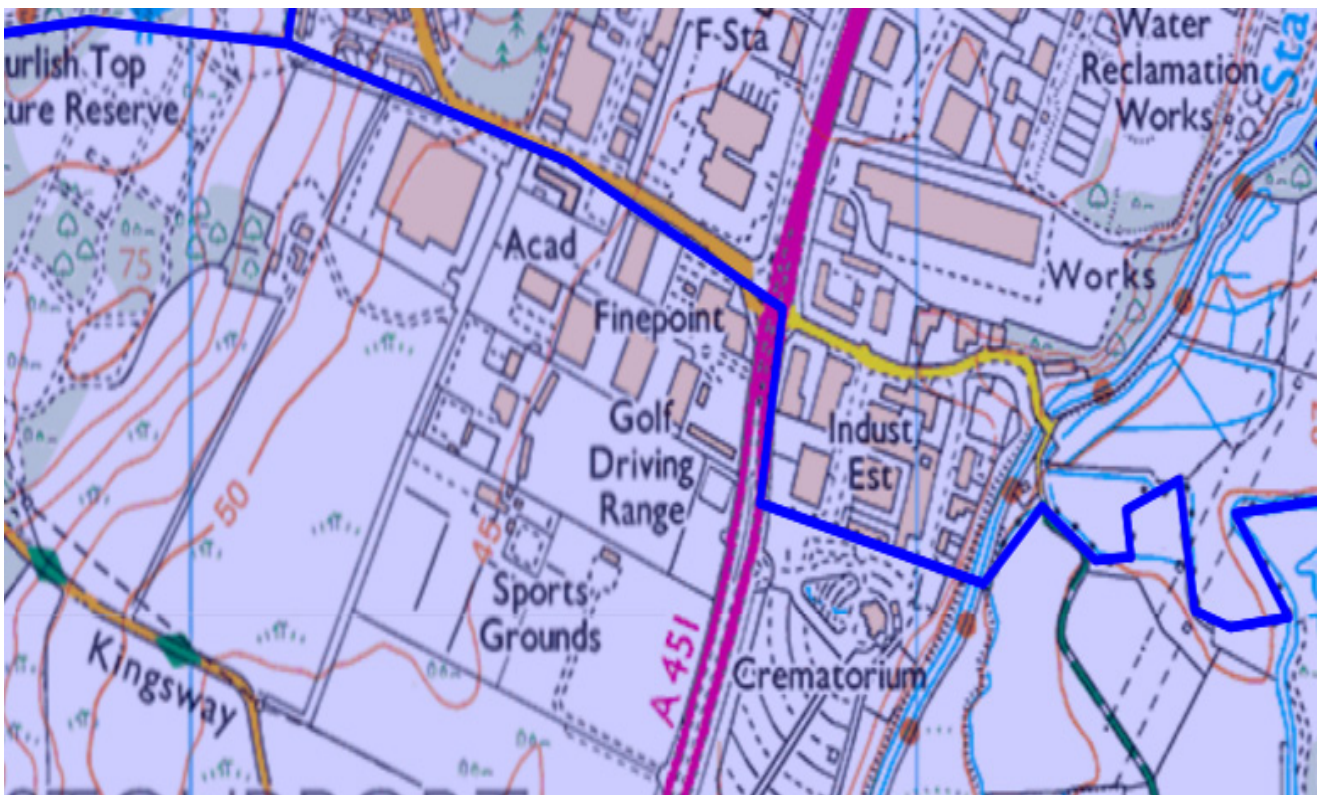 F Sta
Water
Reclamation
Works
Sta
urlish Top
ture Reserve
Acad
Works
75
Finepoint
Golf
Driving
Range
Indust
Est
50
45
Sports
Grounds
A 451
Kingsway
Crematorium